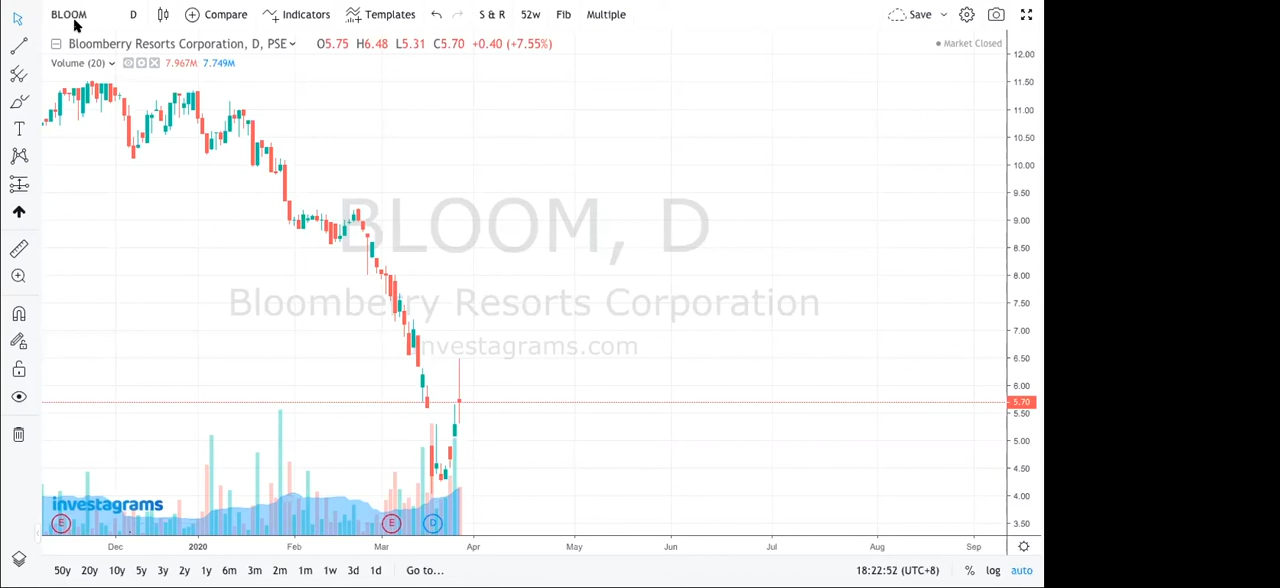 BLOOM D Compare Indicators Templates S & R 52w Fib Multiple Save
Bloomberry Resorts Corporation, D, PSE O5.75 H6.48 L5.31 C5.70 +0.40 (+7.55%) Market Closed
Volume (20) 7.967M 7.749M
12.00
11.50
11.00
10.50
10.00
9.50
9.00
8.50
8.00
7.50
7.00
6.50
6.00
5.70
5.50
5.00
4.50
4.00
3.50
BLOOM, D
Bloomberry Resorts Corporation
investagrams.com
investagrams
E E D
Dec 2020 Feb Mar Apr May Jun Jul Aug Sep
50y 20y 10y 5y 3y 2y 1y 6m 3m 2m 1m 1w 3d 1d Go to... 18:22:52 (UTC+8) % log auto